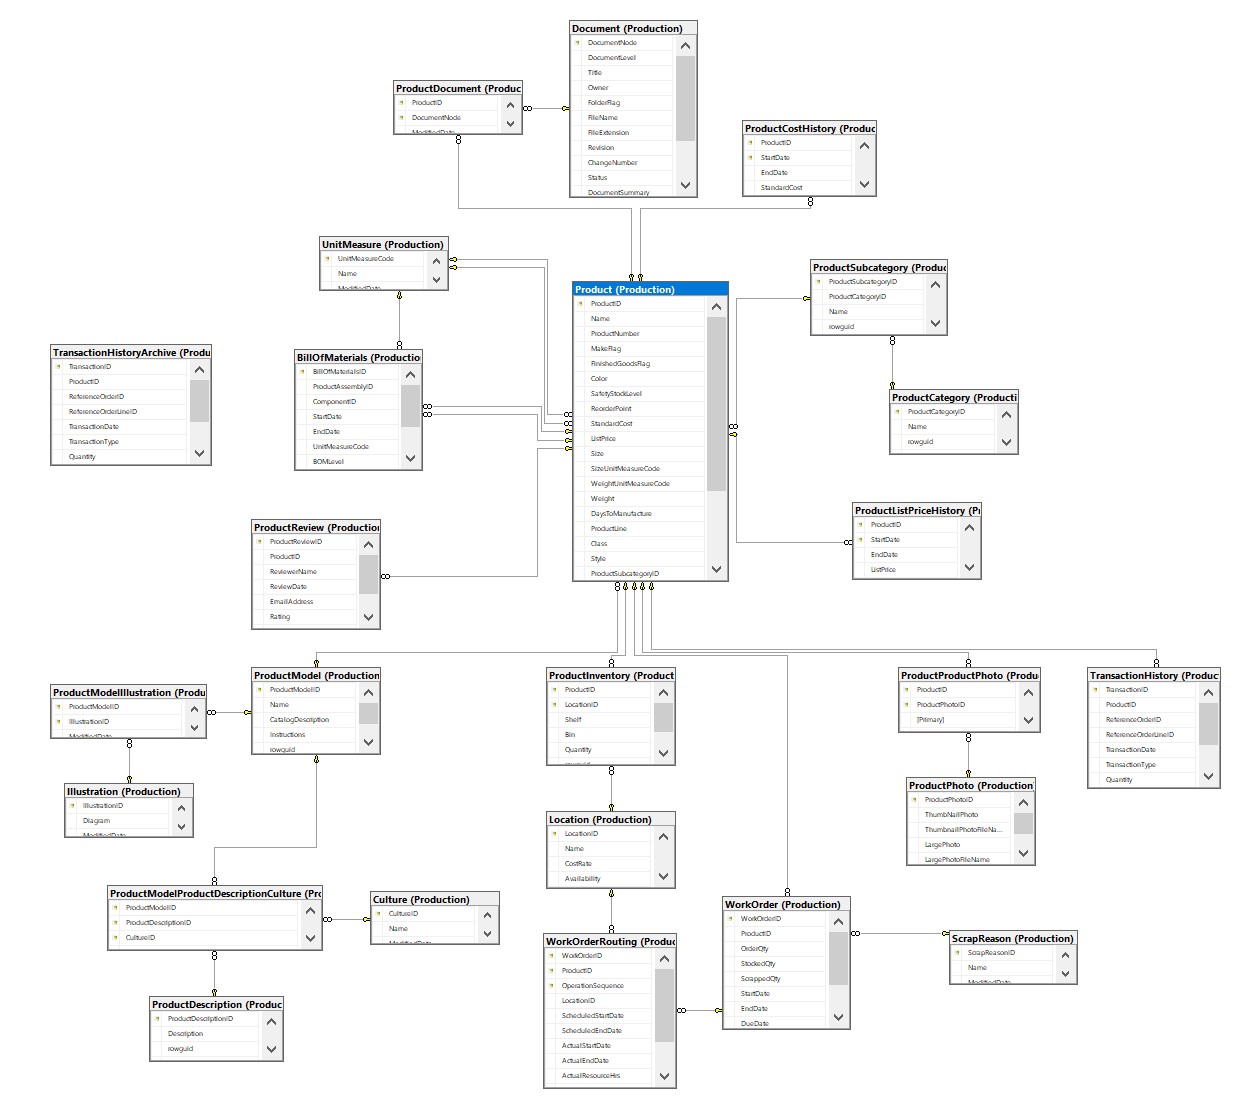 Document (Production)
DocumentNode
DocumentLevel
Title
Owner
FolderFlag
FileName
FileExtension
Revision
ChangeNumber
Status
DocumentSummary
ProductDocument (Produc
ProductID
DocumentNode
ModifiedDate
ProductCostHistory (Produc
ProductID
StartDate
EndDate
StandardCost
UnitMeasure (Production)
UnitMeasureCode
Name
ModifiedDate
ProductSubcategory (Produc
ProductSubcategoryID
ProductCategoryID
Name
rowguid
Product (Production)
ProductID
Name
ProductNumber
MakeFlag
FinishedGoodsFlag
Color
SafetyStockLevel
ReorderPoint
StandardCost
ListPrice
Size
SizeUnitMeasureCode
WeightUnitMeasureCode
Weight
DaysToManufacture
ProductLine
Class
Style
ProductSubcategoryID
TransactionHistoryArchive (Produ
TransactionID
ProductID
ReferenceOrderID
ReferenceOrderLineID
TransactionDate
TransactionType
Quantity
BillOfMaterials (Production
BillOfMaterialsID
ProductAssemblyID
ComponentID
StartDate
EndDate
UnitMeasureCode
BOMLevel
ProductCategory (Producti
ProductCategoryID
Name
rowguid
ProductListPriceHistory (Pr
ProductID
StartDate
EndDate
ListPrice
ProductReview (Production
ProductReviewID
ProductID
ReviewerName
ReviewDate
EmailAddress
Rating
ProductModel (Production
ProductModelID
Name
CatalogDescription
Instructions
rowguid
ProductModelIllustration (Produ
ProductModelID
IllustrationID
ModifiedDate
Illustration (Production)
IllustrationID
Diagram
ModifiedDate
ProductInventory (Product
ProductID
LocationID
Shelf
Bin
Quantity
rowguid
ProductProductPhoto (Produ
ProductID
ProductPhotoID
[Primary]
TransactionHistory (Produc
TransactionID
ProductID
ReferenceOrderID
ReferenceOrderLineID
TransactionDate
TransactionType
Quantity
ProductPhoto (Production
ProductPhotoID
ThumbNailPhoto
ThumbnailPhotoFileNa...
LargePhoto
LargePhotoFileName
Location (Production)
LocationID
Name
CostRate
Availability
ProductModelProductDescriptionCulture (Prc
ProductModelID
ProductDescriptionID
CultureID
Culture (Production)
CultureID
Name
ModifiedDate
WorkOrder (Production)
WorkOrderID
ProductID
OrderQty
StockedQty
ScrappedQty
StartDate
EndDate
DueDate
ScrapReason (Production)
ScrapReasonID
Name
ModifiedDate
WorkOrderRouting (Produc
WorkOrderID
ProductID
OperationSequence
LocationID
ScheduledStartDate
ScheduledEndDate
ActualStartDate
ActualEndDate
ActualResourceHrs
ProductDescription (Produc
ProductDescriptionID
Description
rowguid